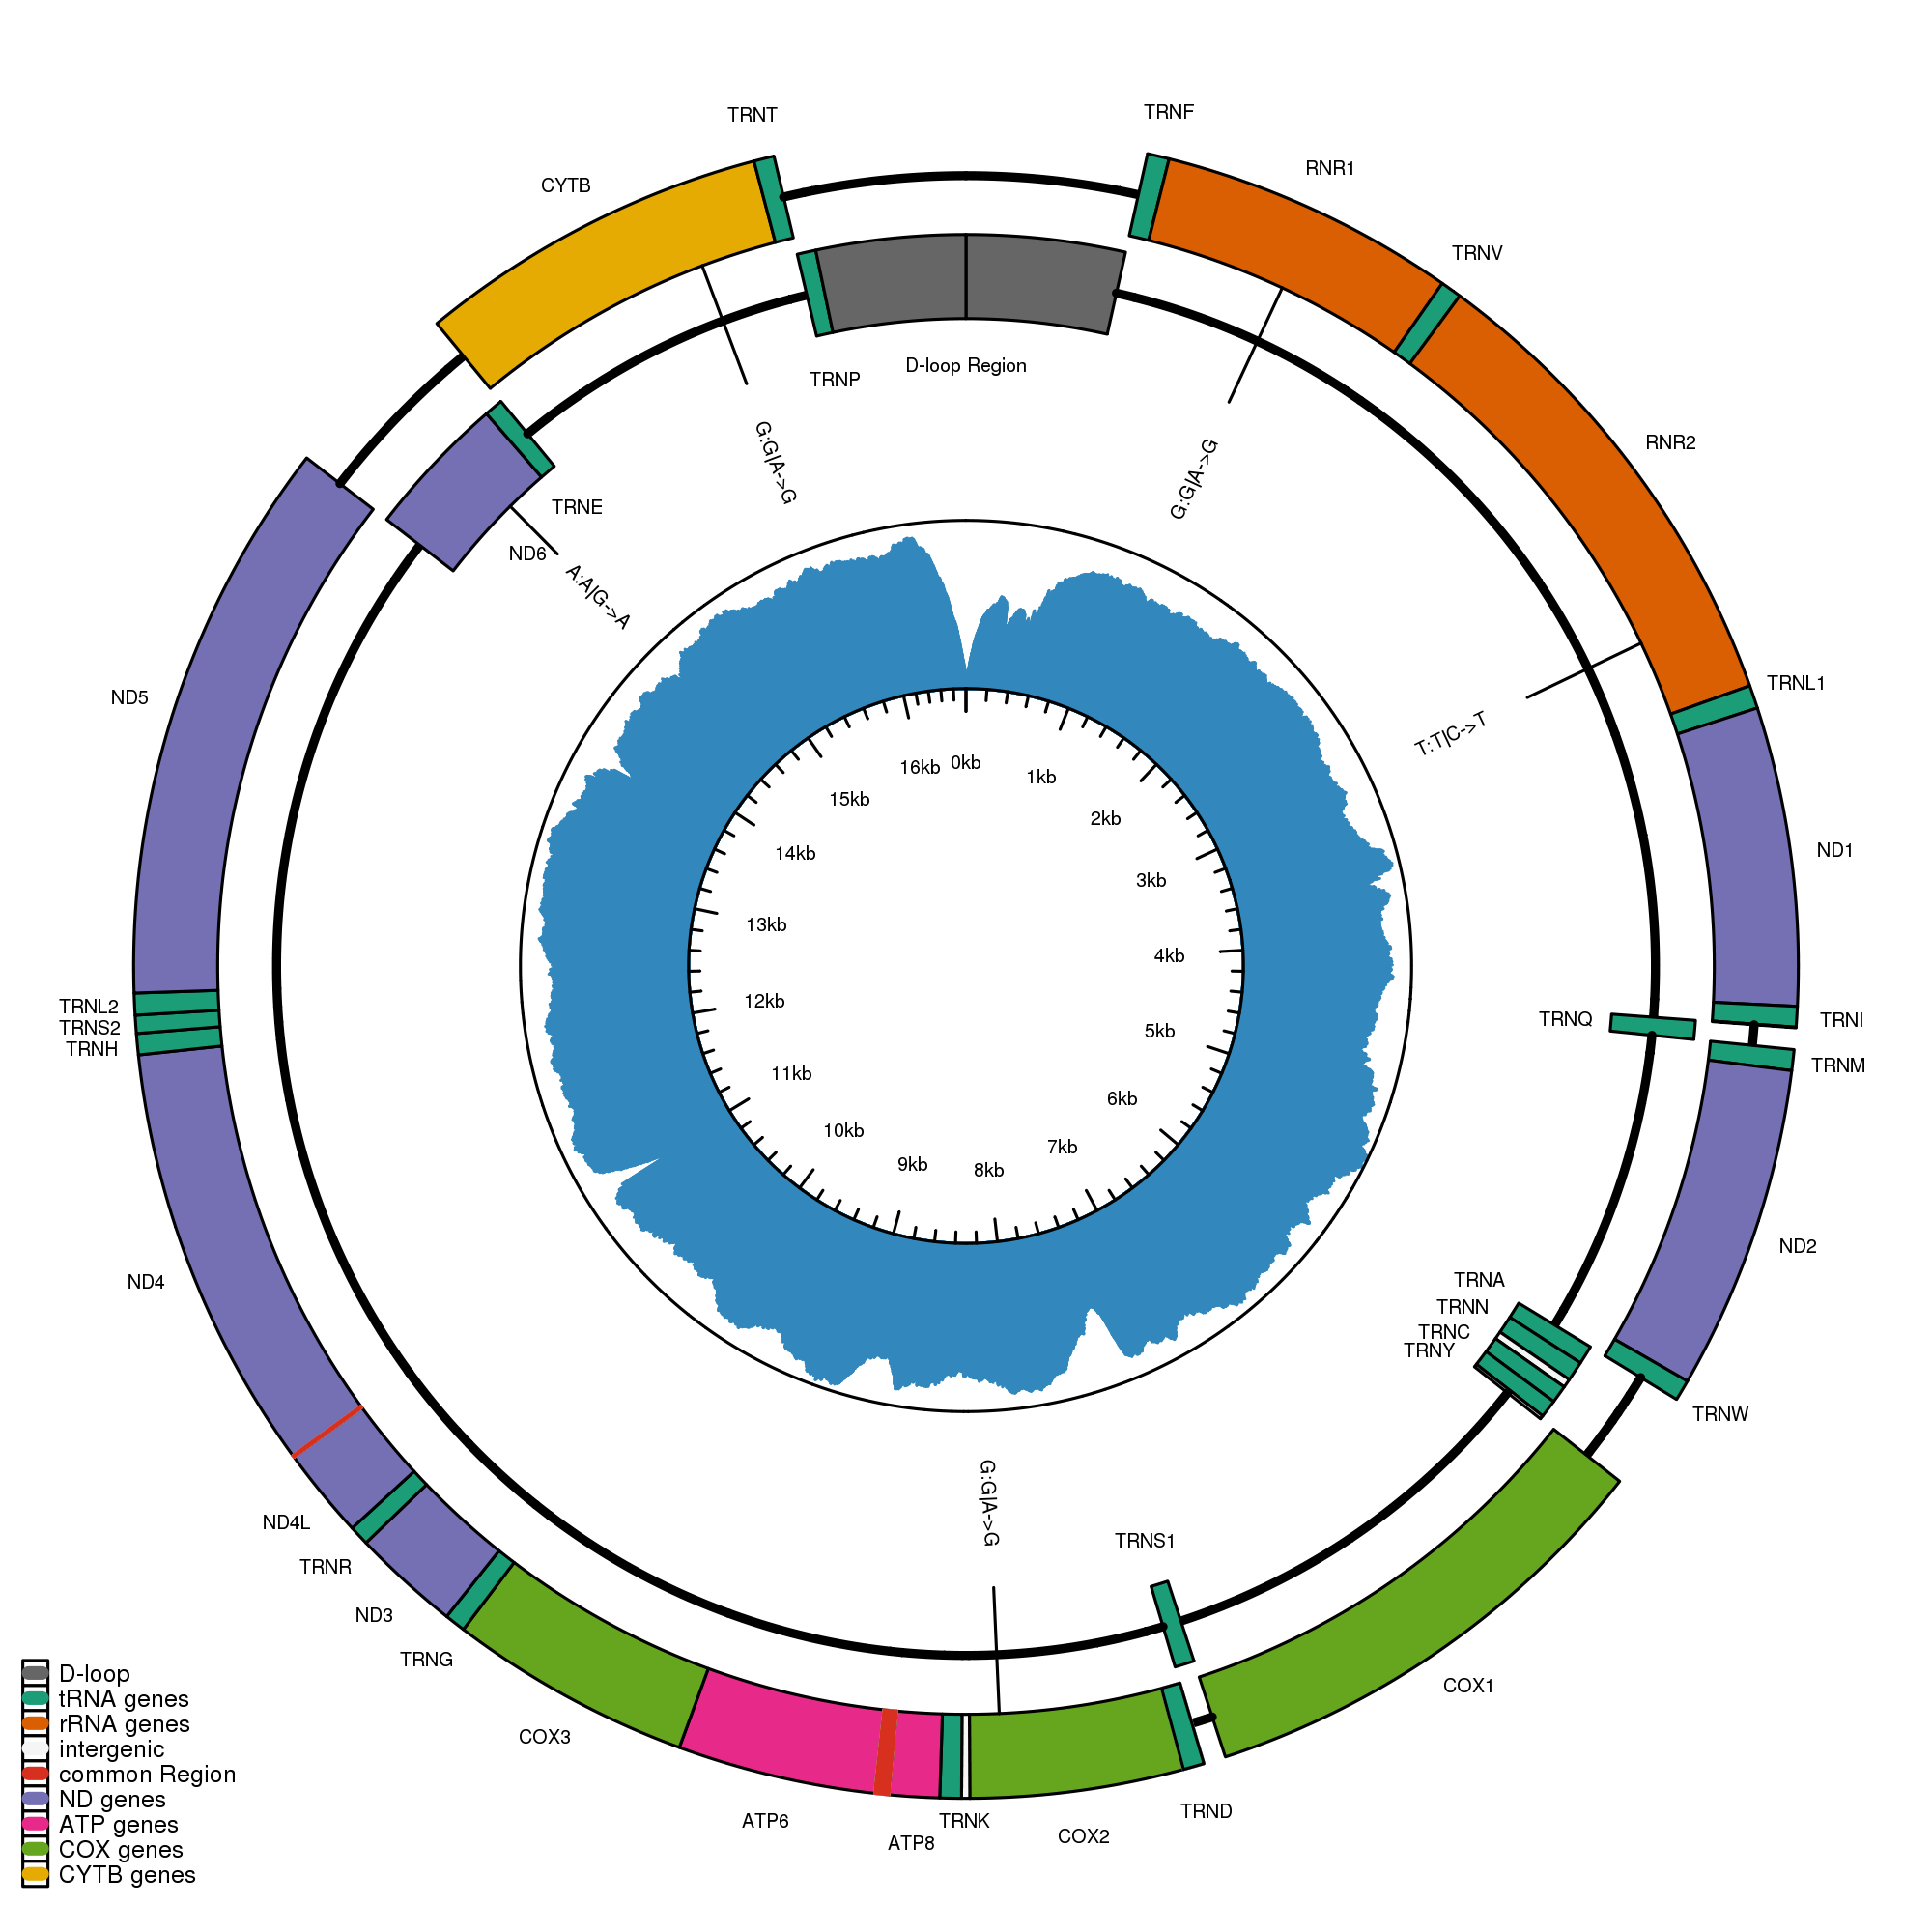 TRNT
TRNF
CYTB
RNR1
TRNV
TRNP
D-loop Region
RNR2
TRNE
ND6
G:G|A->G
G:G|A->G
A:A|G->A
ND5
TRNL1
T:T|C->T
16kb
0kb
1kb
15kb
2kb
14kb
3kb
ND1
13kb
4kb
12kb
TRNL2
TRNS2
TRNH
TRNQ
TRNI
5kb
TRNM
11kb
6kb
10kb
7kb
9kb
8kb
ND2
ND4
TRNA
TRNN
TRNC
TRNY
TRNW
G:G|A->G
ND4L
TRNS1
TRNR
ND3
TRNG
COX1
COX3
TRND
ATP6
TRNK
COX2
ATP8
D-loop
tRNA genes
rRNA genes
intergenic
common Region
ND genes
ATP genes
COX genes
CYTB genes